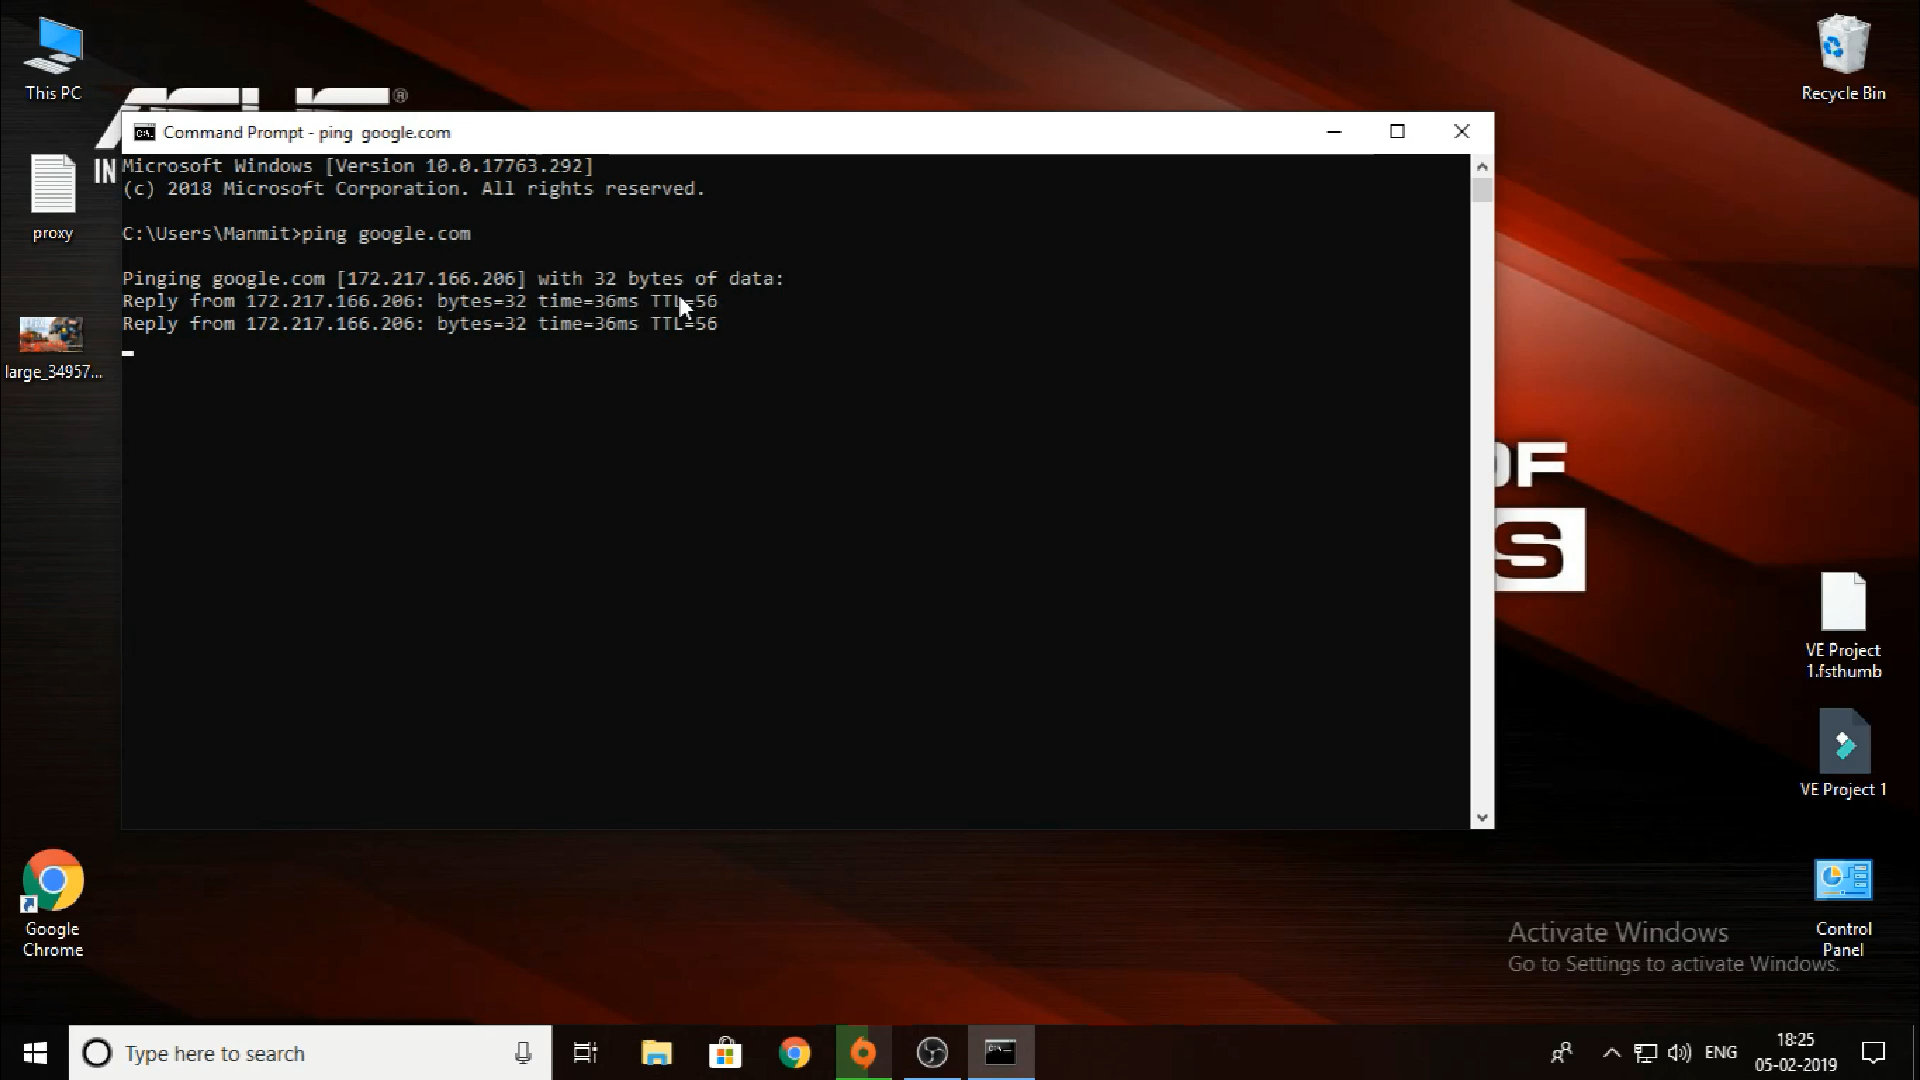 This PC
Recycle Bin
ASUS®
IN
Command Prompt - ping  google.com
Microsoft Windows [Version 10.0.17763.292]
(c) 2018 Microsoft Corporation. All rights reserved.
C:\Users\Manmit>ping google.com
Pinging google.com [172.217.166.206] with 32 bytes of data:
Reply from 172.217.166.206: bytes=32 time=36ms TTL=56
Reply from 172.217.166.206: bytes=32 time=36ms TTL=56
proxy
large_34957...
OF
S
VE Project
1.fsthumb
VE Project 1
Google
Chrome
Control
Panel
Activate Windows
Go to Settings to activate Windows.
Type here to search
ENG
18:25
05-02-2019